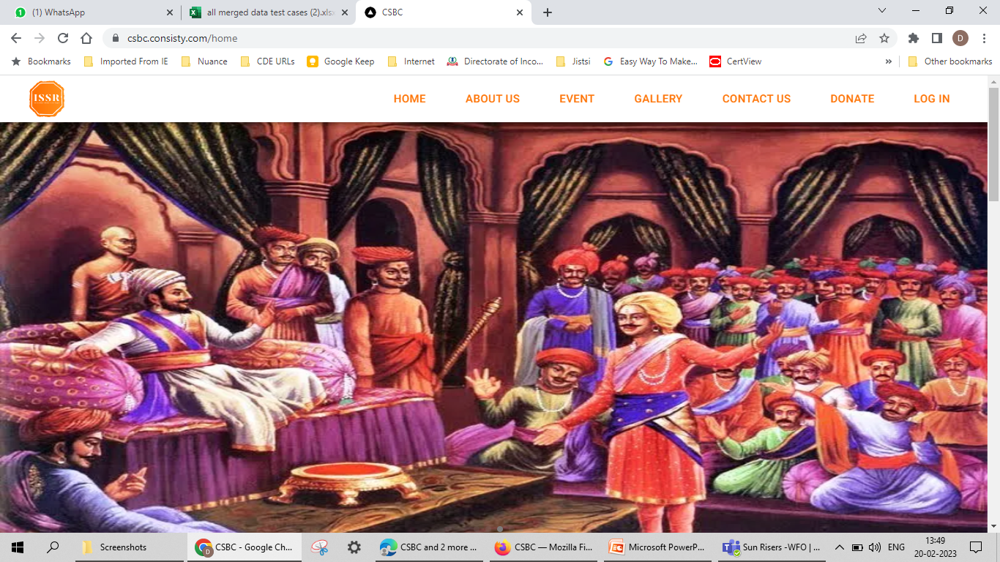 (1) WhatsApp
all merged data test cases (2).xls
CSBC
csbc.consisty.com/home
D
Bookmarks
Imported From IE
Nuance
CDE URLs
Google Keep
Internet
Directorate of Inco...
Jistsi
Easy Way To Make...
CertView
»
Other bookmarks
ISSR
HOME
ABOUT US
EVENT
GALLERY
CONTACT US
DONATE
LOG IN
Screenshots
CSBC - Google Ch...
CSBC and 2 more ...
CSBC — Mozilla Fi...
Microsoft PowerP...
Sun Risers -WFO | ...
ENG
13:49
20-02-2023